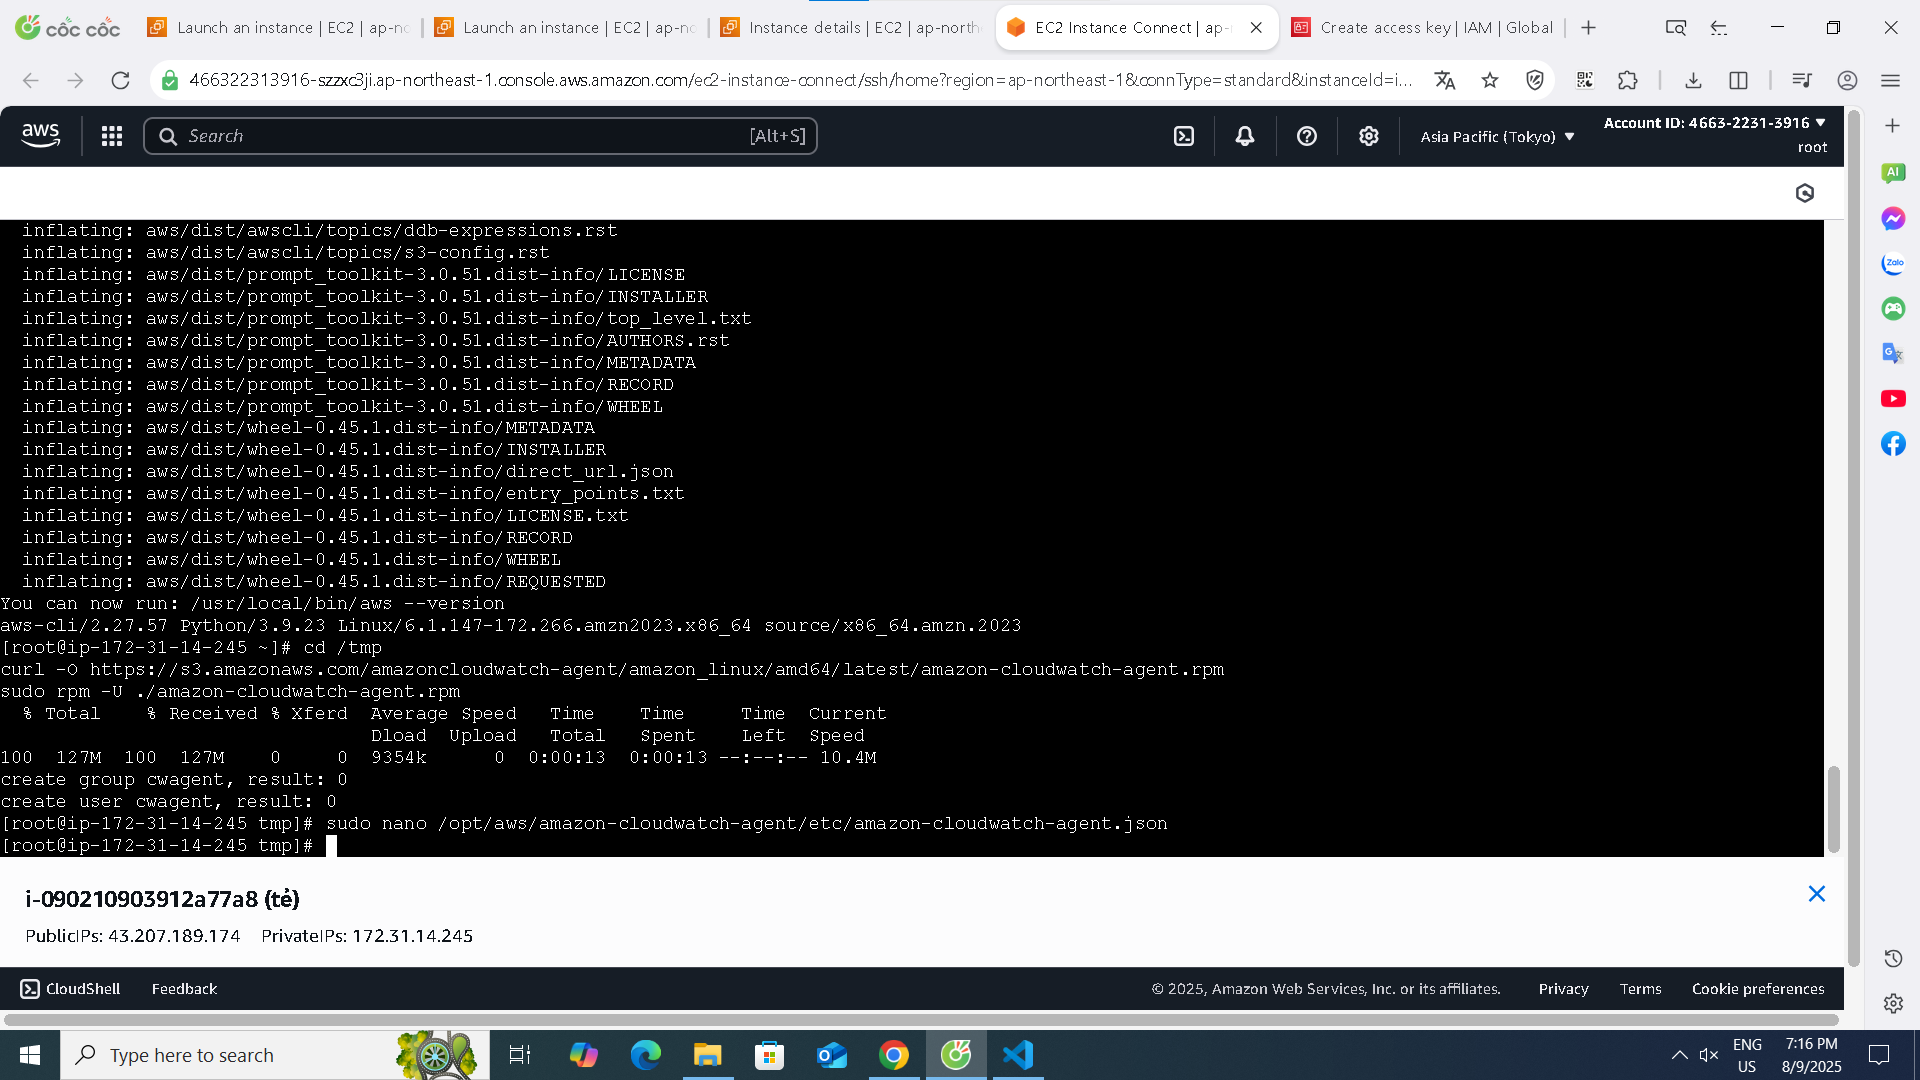 cốc cốc
Launch an instance | EC2 | ap-no
Launch an instance | EC2 | ap-no
Instance details | EC2 | ap-north
EC2 Instance Connect | ap-
Create access key | IAM | Global
466322313916-szzxc3ji.ap-northeast-1.console.aws.amazon.com/ec2-instance-connect/ssh/home?region=ap-northeast-1&connType=standard&instanceId=i...
aws
Search
[Alt+S]
Asia Pacific (Tokyo)
Account ID: 4663-2231-3916
root
inflating: aws/dist/awscli/topics/ddb-expressions.rst
inflating: aws/dist/awscli/topics/s3-config.rst
inflating: aws/dist/prompt_toolkit-3.0.51.dist-info/LICENSE
inflating: aws/dist/prompt_toolkit-3.0.51.dist-info/INSTALLER
inflating: aws/dist/prompt_toolkit-3.0.51.dist-info/top_level.txt
inflating: aws/dist/prompt_toolkit-3.0.51.dist-info/AUTHORS.rst
inflating: aws/dist/prompt_toolkit-3.0.51.dist-info/METADATA
inflating: aws/dist/prompt_toolkit-3.0.51.dist-info/RECORD
inflating: aws/dist/prompt_toolkit-3.0.51.dist-info/WHEEL
inflating: aws/dist/wheel-0.45.1.dist-info/METADATA
inflating: aws/dist/wheel-0.45.1.dist-info/INSTALLER
inflating: aws/dist/wheel-0.45.1.dist-info/direct_url.json
inflating: aws/dist/wheel-0.45.1.dist-info/entry_points.txt
inflating: aws/dist/wheel-0.45.1.dist-info/LICENSE.txt
inflating: aws/dist/wheel-0.45.1.dist-info/RECORD
inflating: aws/dist/wheel-0.45.1.dist-info/WHEEL
inflating: aws/dist/wheel-0.45.1.dist-info/REQUESTED
You can now run: /usr/local/bin/aws --version
aws-cli/2.27.57 Python/3.9.23 Linux/6.1.147-172.266.amzn2023.x86_64 source/x86_64.amzn.2023
[root@ip-172-31-14-245 ~]# cd /tmp
curl -O https://s3.amazonaws.com/amazoncloudwatch-agent/amazon_linux/amd64/latest/amazon-cloudwatch-agent.rpm
sudo rpm -U ./amazon-cloudwatch-agent.rpm
% Total % Received % Xferd Average Speed Time Time Time Current
Dload Upload Total Spent Left Speed
100 127M 100 127M 0 0 9354k 0 0:00:13 0:00:13 --:--:-- 10.4M
create group cwagent, result: 0
create user cwagent, result: 0
[root@ip-172-31-14-245 tmp]# sudo nano /opt/aws/amazon-cloudwatch-agent/etc/amazon-cloudwatch-agent.json
[root@ip-172-31-14-245 tmp]#
i-090210903912a77a8 (tẻ)
PublicIPs: 43.207.189.174 PrivateIPs: 172.31.14.245
CloudShell
Feedback
© 2025, Amazon Web Services, Inc. or its affiliates.
Privacy
Terms
Cookie preferences
AI
Zalo
Type here to search
ENG
US
7:16 PM
8/9/2025